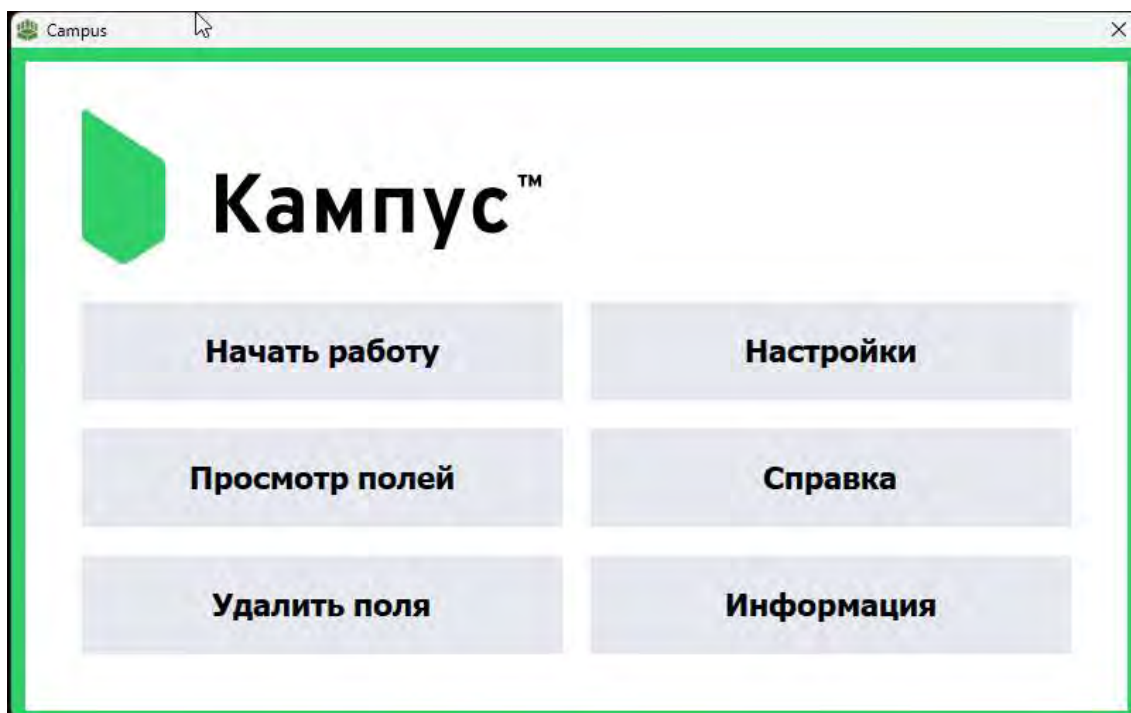 Campus
Кампус™
Начать работу
Настройки
Просмотр полей
Справка
Удалить поля
Информация